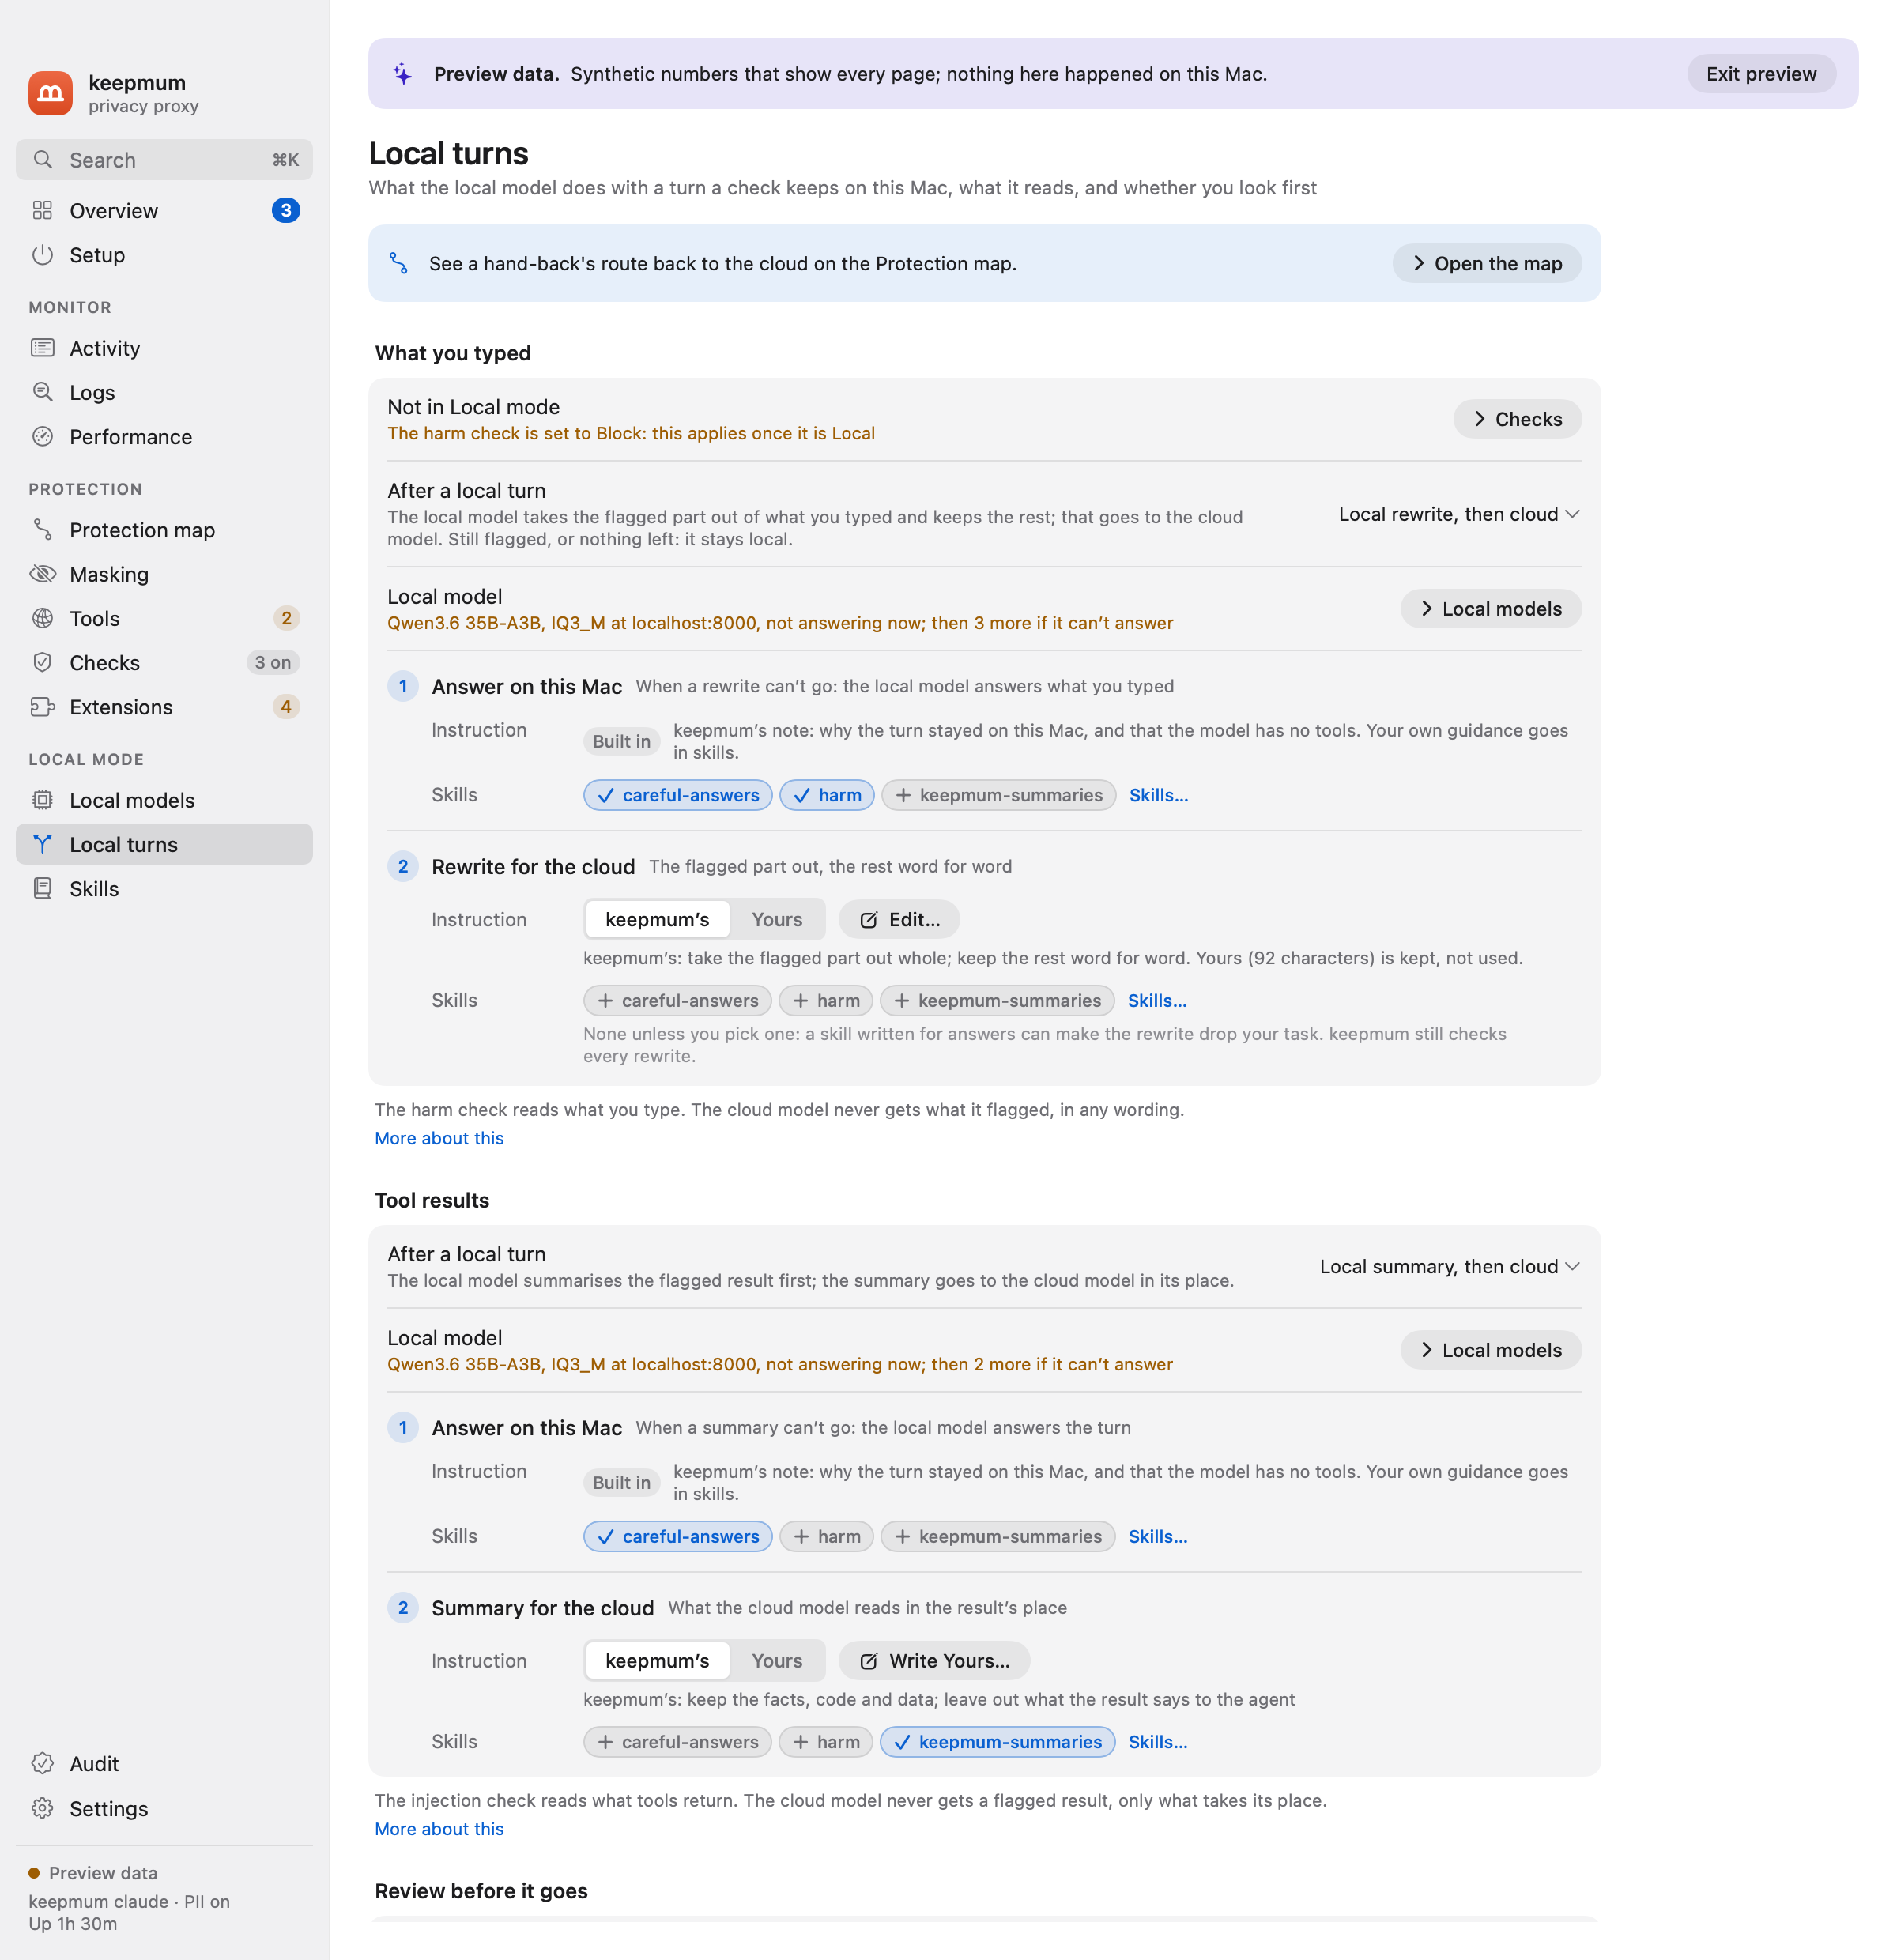 keepmum
privacy proxy
Search ⌘K
Overview 3
Setup
MONITOR
Activity
Logs
Performance
PROTECTION
Protection map
Masking
Tools 2
Checks 3 on
Extensions 4
LOCAL MODE
Local models
Local turns
Skills
Audit
Settings
Preview data
keepmum claude · PII on
Up 1h 30m
Preview data. Synthetic numbers that show every page; nothing here happened on this Mac. Exit preview
Local turns
What the local model does with a turn a check keeps on this Mac, what it reads, and whether you look first
See a hand-back's route back to the cloud on the Protection map. Open the map
What you typed
Not in Local mode
The harm check is set to Block: this applies once it is Local
Checks
After a local turn
The local model takes the flagged part out of what you typed and keeps the rest; that goes to the cloud
model. Still flagged, or nothing left: it stays local.
Local rewrite, then cloud
Local model
Qwen3.6 35B-A3B, IQ3_M at localhost:8000, not answering now; then 3 more if it can’t answer
Local models
1 Answer on this Mac When a rewrite can’t go: the local model answers what you typed
Instruction
Built in
keepmum’s note: why the turn stayed on this Mac, and that the model has no tools. Your own guidance goes
in skills.
Skills careful-answers harm keepmum-summaries Skills...
2 Rewrite for the cloud The flagged part out, the rest word for word
Instruction keepmum’s Yours Edit...
keepmum’s: take the flagged part out whole; keep the rest word for word. Yours (92 characters) is kept, not used.
Skills careful-answers harm keepmum-summaries Skills...
None unless you pick one: a skill written for answers can make the rewrite drop your task. keepmum still checks
every rewrite.
The harm check reads what you type. The cloud model never gets what it flagged, in any wording.
More about this
Tool results
After a local turn
The local model summarises the flagged result first; the summary goes to the cloud model in its place.
Local summary, then cloud
Local model
Qwen3.6 35B-A3B, IQ3_M at localhost:8000, not answering now; then 2 more if it can’t answer
Local models
1 Answer on this Mac When a summary can’t go: the local model answers the turn
Instruction
Built in
keepmum’s note: why the turn stayed on this Mac, and that the model has no tools. Your own guidance goes
in skills.
Skills careful-answers harm keepmum-summaries Skills...
2 Summary for the cloud What the cloud model reads in the result’s place
Instruction keepmum’s Yours Write Yours...
keepmum’s: keep the facts, code and data; leave out what the result says to the agent
Skills careful-answers harm keepmum-summaries Skills...
The injection check reads what tools return. The cloud model never gets a flagged result, only what takes its place.
More about this
Review before it goes